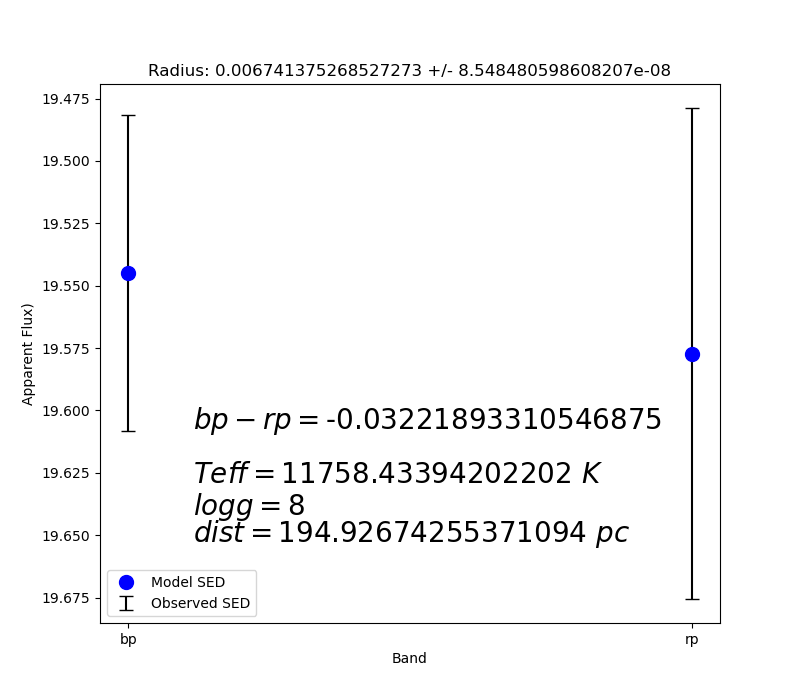 Radius: 0.006741375268527273 +/- 8.548480598608207e-08
19.475
19.500
19.525
19.550
19.575
19.600
19.625
19.650
19.675
Apparent Flux)
bp − rp = -0.03221893310546875
Teff = 11758.43394202202 K
logg = 8
dist = 194.92674255371094 pc
Model SED
Observed SED
bp
rp
Band